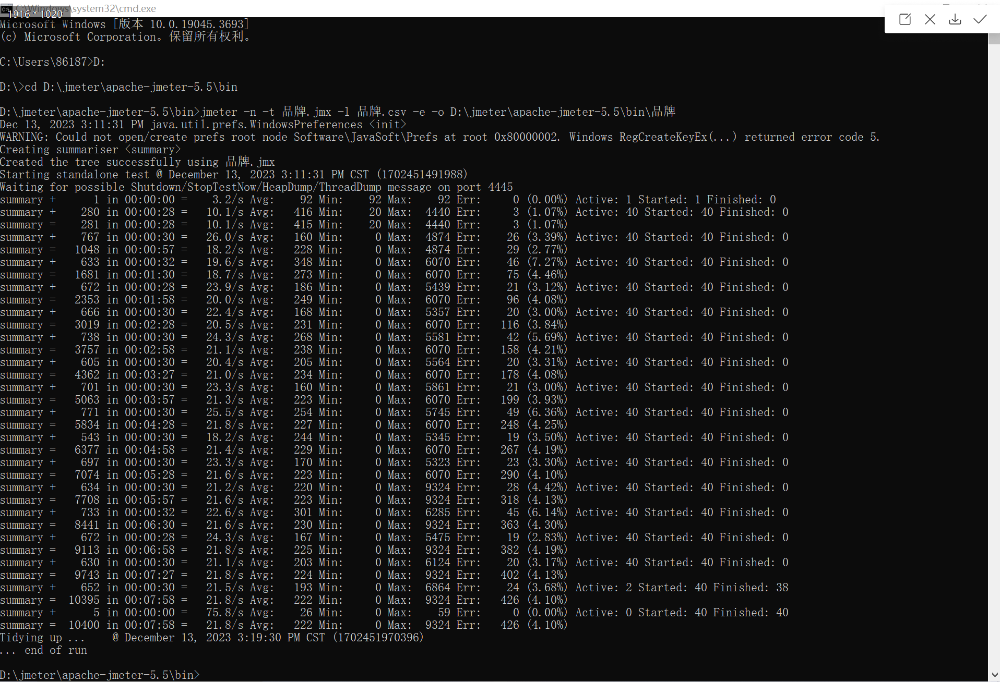 C:\Windows\system32\cmd.exe
1916 * 1020
Microsoft Windows [版本 10.0.19045.3693]
(c) Microsoft Corporation。保留所有权利。
C:\Users\86187>D:
D:\>cd D:\jmeter\apache-jmeter-5.5\bin
D:\jmeter\apache-jmeter-5.5\bin>jmeter -n -t 品牌.jmx -l 品牌.csv -e -o D:\jmeter\apache-jmeter-5.5\bin\品牌
Dec 13, 2023 3:11:31 PM java.util.prefs.WindowsPreferences <init>
WARNING: Could not open/create prefs root node Software\JavaSoft\Prefs at root 0x80000002. Windows RegCreateKeyEx(...) returned error code 5.
Creating summariser <summary>
Created the tree successfully using 品牌.jmx
Starting standalone test @ December 13, 2023 3:11:31 PM CST (1702451491988)
Waiting for possible Shutdown/StopTestNow/HeapDump/ThreadDump message on port 4445
summary + 1 in 00:00:00 = 3.2/s Avg: 92 Min: 92 Max: 92 Err: 0 (0.00%) Active: 1 Started: 1 Finished: 0
summary + 280 in 00:00:28 = 10.1/s Avg: 416 Min: 20 Max: 4440 Err: 3 (1.07%) Active: 40 Started: 40 Finished: 0
summary = 281 in 00:00:28 = 10.1/s Avg: 415 Min: 20 Max: 4440 Err: 3 (1.07%)
summary + 767 in 00:00:30 = 26.0/s Avg: 160 Min: 0 Max: 4874 Err: 26 (3.39%) Active: 40 Started: 40 Finished: 0
summary = 1048 in 00:00:57 = 18.2/s Avg: 228 Min: 0 Max: 4874 Err: 29 (2.77%)
summary + 633 in 00:00:32 = 19.6/s Avg: 348 Min: 0 Max: 6070 Err: 46 (7.27%) Active: 40 Started: 40 Finished: 0
summary = 1681 in 00:01:30 = 18.7/s Avg: 273 Min: 0 Max: 6070 Err: 75 (4.46%)
summary + 672 in 00:00:28 = 23.9/s Avg: 186 Min: 0 Max: 5439 Err: 21 (3.12%) Active: 40 Started: 40 Finished: 0
summary = 2353 in 00:01:58 = 20.0/s Avg: 249 Min: 0 Max: 6070 Err: 96 (4.08%)
summary + 666 in 00:00:30 = 22.4/s Avg: 168 Min: 0 Max: 5357 Err: 20 (3.00%) Active: 40 Started: 40 Finished: 0
summary = 3019 in 00:02:28 = 20.5/s Avg: 231 Min: 0 Max: 6070 Err: 116 (3.84%)
summary + 738 in 00:00:30 = 24.3/s Avg: 268 Min: 0 Max: 5581 Err: 42 (5.69%) Active: 40 Started: 40 Finished: 0
summary = 3757 in 00:02:58 = 21.1/s Avg: 238 Min: 0 Max: 6070 Err: 158 (4.21%)
summary + 605 in 00:00:30 = 20.4/s Avg: 205 Min: 0 Max: 5564 Err: 20 (3.31%) Active: 40 Started: 40 Finished: 0
summary = 4362 in 00:03:27 = 21.0/s Avg: 234 Min: 0 Max: 6070 Err: 178 (4.08%)
summary + 701 in 00:00:30 = 23.3/s Avg: 160 Min: 0 Max: 5861 Err: 21 (3.00%) Active: 40 Started: 40 Finished: 0
summary = 5063 in 00:03:57 = 21.3/s Avg: 223 Min: 0 Max: 6070 Err: 199 (3.93%)
summary + 771 in 00:00:30 = 25.5/s Avg: 254 Min: 0 Max: 5745 Err: 49 (6.36%) Active: 40 Started: 40 Finished: 0
summary = 5834 in 00:04:28 = 21.8/s Avg: 227 Min: 0 Max: 6070 Err: 248 (4.25%)
summary + 543 in 00:00:30 = 18.2/s Avg: 244 Min: 0 Max: 5345 Err: 19 (3.50%) Active: 40 Started: 40 Finished: 0
summary = 6377 in 00:04:58 = 21.4/s Avg: 229 Min: 0 Max: 6070 Err: 267 (4.19%)
summary + 697 in 00:00:30 = 23.3/s Avg: 170 Min: 0 Max: 5323 Err: 23 (3.30%) Active: 40 Started: 40 Finished: 0
summary = 7074 in 00:05:28 = 21.6/s Avg: 223 Min: 0 Max: 6070 Err: 290 (4.10%)
summary + 634 in 00:00:30 = 21.2/s Avg: 220 Min: 0 Max: 9324 Err: 28 (4.42%) Active: 40 Started: 40 Finished: 0
summary = 7708 in 00:05:57 = 21.6/s Avg: 223 Min: 0 Max: 9324 Err: 318 (4.13%)
summary + 733 in 00:00:32 = 22.6/s Avg: 301 Min: 0 Max: 6285 Err: 45 (6.14%) Active: 40 Started: 40 Finished: 0
summary = 8441 in 00:06:30 = 21.6/s Avg: 230 Min: 0 Max: 9324 Err: 363 (4.30%)
summary + 672 in 00:00:28 = 24.3/s Avg: 167 Min: 0 Max: 5475 Err: 19 (2.83%) Active: 40 Started: 40 Finished: 0
summary = 9113 in 00:06:58 = 21.8/s Avg: 225 Min: 0 Max: 9324 Err: 382 (4.19%)
summary + 630 in 00:00:30 = 21.1/s Avg: 203 Min: 0 Max: 6124 Err: 20 (3.17%) Active: 40 Started: 40 Finished: 0
summary = 9743 in 00:07:27 = 21.8/s Avg: 224 Min: 0 Max: 9324 Err: 402 (4.13%)
summary + 652 in 00:00:30 = 21.5/s Avg: 193 Min: 0 Max: 6864 Err: 24 (3.68%) Active: 2 Started: 40 Finished: 38
summary = 10395 in 00:07:58 = 21.8/s Avg: 222 Min: 0 Max: 9324 Err: 426 (4.10%)
summary + 5 in 00:00:00 = 75.8/s Avg: 26 Min: 0 Max: 59 Err: 0 (0.00%) Active: 0 Started: 40 Finished: 40
summary = 10400 in 00:07:58 = 21.8/s Avg: 222 Min: 0 Max: 9324 Err: 426 (4.10%)
Tidying up ... @ December 13, 2023 3:19:30 PM CST (1702451970396)
... end of run
D:\jmeter\apache-jmeter-5.5\bin>